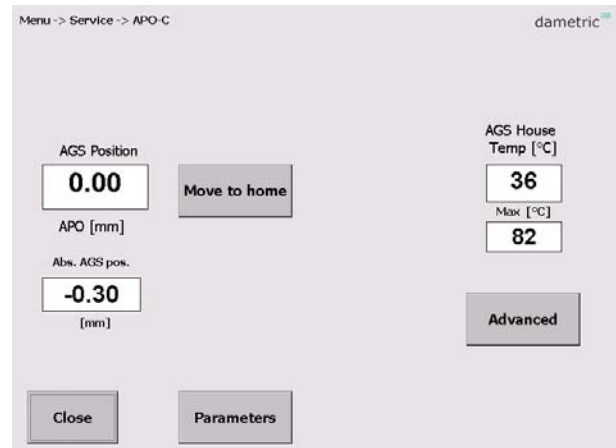 Menu -> Service -> APO-C
dametric
AGS Position
0.00
APO [mm]
Move to home
Abs. AGS pos.
-0.30
[mm]
AGS House
Temp [°C]
36
Max [°C]
82
Advanced
Close
Parameters